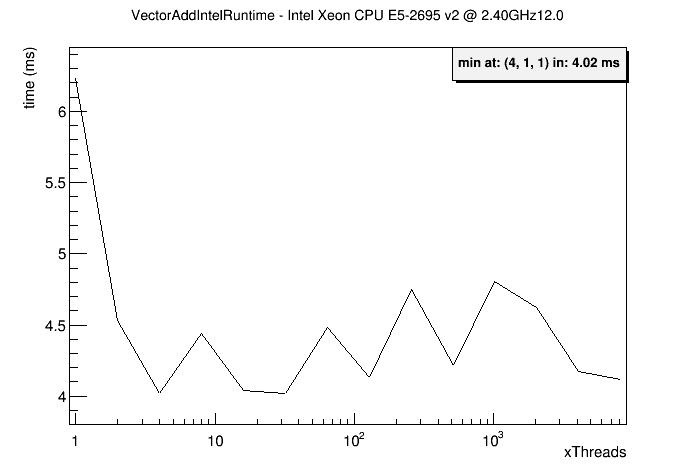 VectorAddIntelRuntime - Intel Xeon CPU E5-2695 v2 @ 2.40GHz12.0
min at: (4, 1, 1) in: 4.02 ms
time (ms)
6
5.5
5
4.5
4
1 10 10² 10³
xThreads